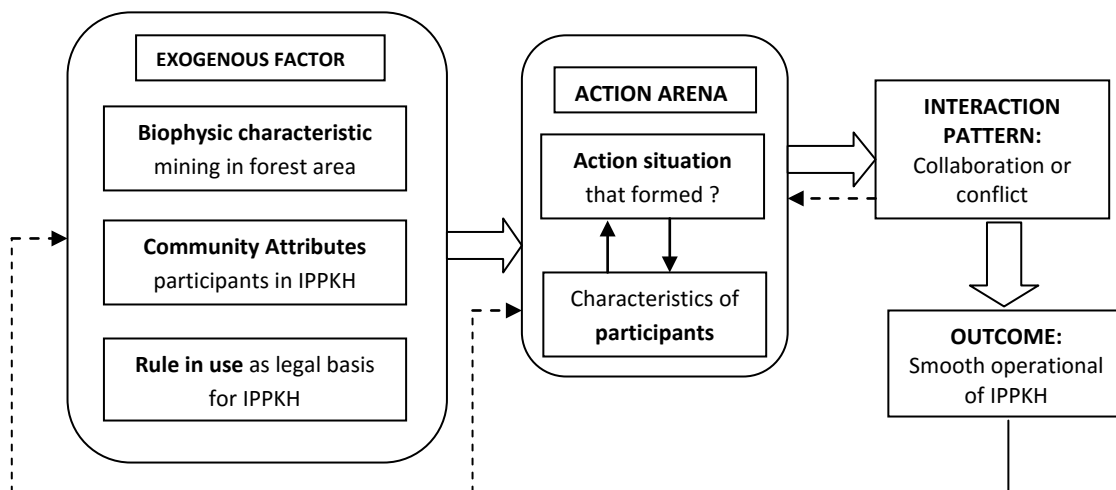 EXOGENOUS FACTOR
Biophysic characteristic
mining in forest area
Community Attributes
participants in IPPKH
Rule in use as legal basis
for IPPKH
ACTION ARENA
Action situation
that formed ?
Characteristics of
participants
INTERACTION
PATTERN:
Collaboration or
conflict
OUTCOME:
Smooth operational
of IPPKH